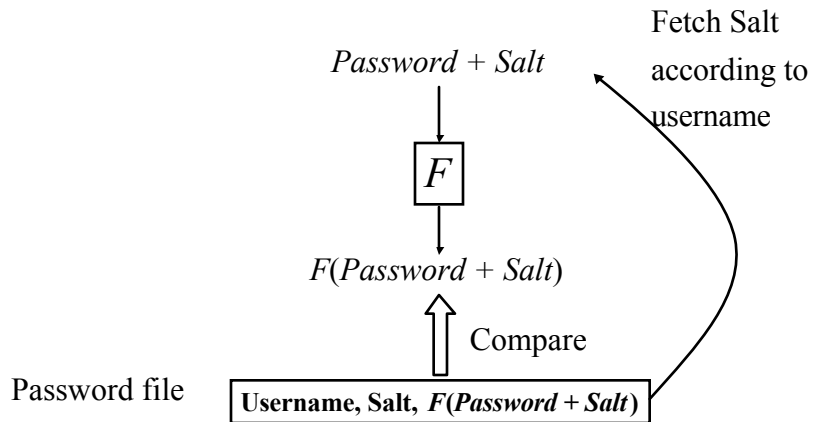 Fetch Salt
according to
username
Password + Salt
F
F(Password + Salt)
Compare
Password file
Username, Salt, F(Password + Salt)